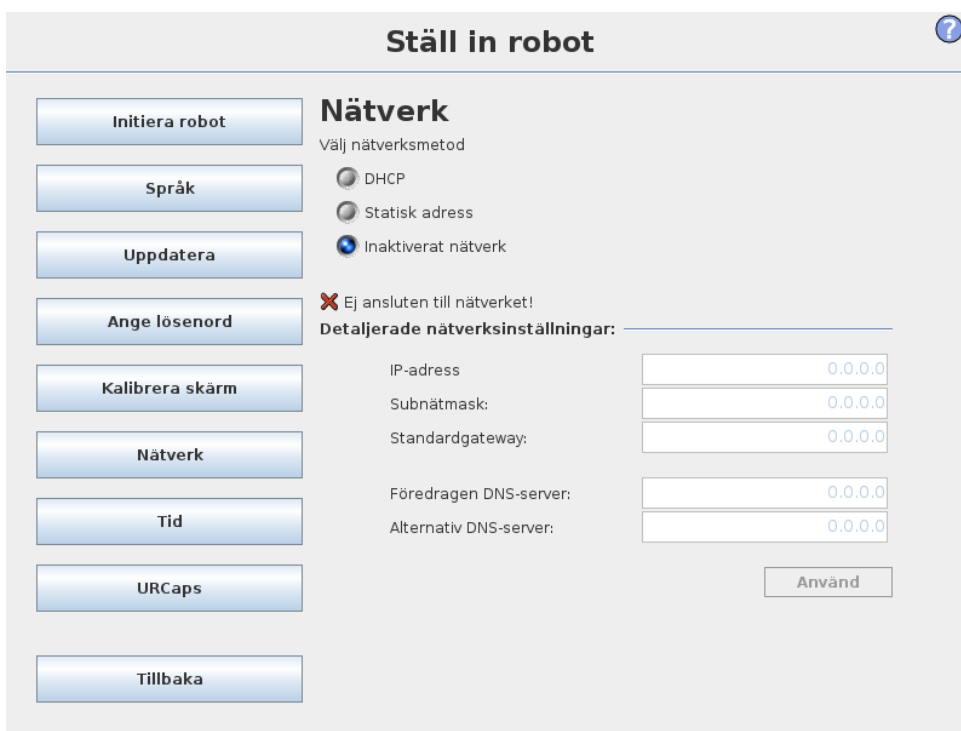 Ställ in robot
?
Initiera robot
Språk
Uppdatera
Ange lösenord
Kalibrera skärm
Nätverk
Tid
URCaps
Tillbaka
Nätverk
Välj nätverksmetod
DHCP
Statisk adress
Inaktiverat nätverk
Ej ansluten till nätverket!
Detaljerade nätverksinställningar:
IP-adress 0.0.0.0
Subnätmask: 0.0.0.0
Standardgateway: 0.0.0.0
Föredragen DNS-server: 0.0.0.0
Alternativ DNS-server: 0.0.0.0
Använd